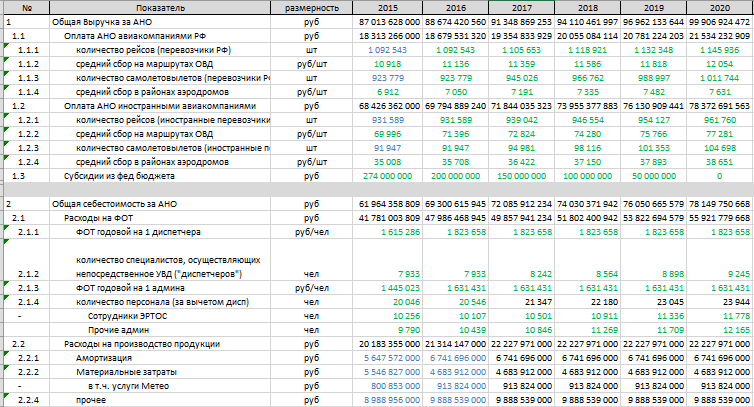 № Показатель размерность 2015 2016 2017 2018 2019 2020
1 Общая Выручка за АНО руб 87 013 628 000 88 674 420 560 91 348 869 253 94 110 461 997 96 962 133 644 99 906 924 472
1.1 Оплата АНО авиакомпаниями РФ руб 18 313 266 000 18 679 531 320 19 354 833 929 20 055 084 114 20 781 224 203 21 534 232 909
1.1.1 количество рейсов (перевозчики РФ) шт 1 092 543 1 092 543 1 105 653 1 118 921 1 132 348 1 145 936
1.1.2 средний сбор на маршрутах ОВД руб/шт 10 918 11 136 11 359 11 586 11 818 12 054
1.1.3 количество самолетовылетов (перевозчики РФ шт 923 779 923 779 945 026 966 762 988 997 1 011 744
1.1.4 средний сбор в районах аэродромов руб/шт 6 912 7 050 7 191 7 335 7 482 7 631
1.2 Оплата АНО иностранными авиакомпаниями руб 68 426 362 000 69 794 889 240 71 844 035 323 73 955 377 883 76 130 909 441 78 372 691 563
1.2.1 количество рейсов (иностранные перевозчики шт 931 589 931 589 939 042 946 554 954 127 961 760
1.2.2 средний сбор на маршрутах ОВД руб/шт 69 996 71 396 72 824 74 280 75 766 77 281
1.2.3 количество самолетовылетов (иностранные п шт 91 947 91 947 94 981 98 116 101 353 104 698
1.2.4 средний сбор в районах аэродромов руб/шт 35 008 35 708 36 422 37 150 37 893 38 651
1.3 Субсидии из фед бюджета руб 274 000 000 200 000 000 150 000 000 100 000 000 50 000 000 0
2 Общая себестоимость за АНО руб 61 964 358 809 69 300 615 945 72 085 912 234 74 030 371 942 76 050 665 579 78 149 750 668
2.1 Расходы на ФОТ руб 41 781 003 809 47 986 468 945 49 857 941 234 51 802 400 942 53 822 694 579 55 921 779 668
2.1.1 ФОТ годовой на 1 диспетчера руб/чел 1 615 286 1 823 658 1 823 658 1 823 658 1 823 658 1 823 658
количество специалистов, осуществляющих
2.1.2 непосредственное УВД ("диспетчеров") чел 7 933 7 933 8 242 8 564 8 898 9 245
2.1.3 ФОТ годовой на 1 админа руб/чел 1 445 023 1 631 431 1 631 431 1 631 431 1 631 431 1 631 431
2.1.4 количество персонала (за вычетом дисп) чел 20 046 20 546 21 347 22 180 23 045 23 944
- Сотрудники ЭРТОС чел 10 256 10 107 10 501 10 911 11 336 11 778
Прочие админ чел 9 790 10 439 10 846 11 269 11 709 12 165
2.2 Расходы на производство продукции руб 20 183 355 000 21 314 147 000 22 227 971 000 22 227 971 000 22 227 971 000 22 227 971 000
2.2.1 Амортизация руб 5 647 572 000 6 741 696 000 6 741 696 000 6 741 696 000 6 741 696 000 6 741 696 000
2.2.2 Материальные затраты руб 5 546 827 000 4 683 912 000 4 683 912 000 4 683 912 000 4 683 912 000 4 683 912 000
- в т.ч. услуги Метео руб 800 853 000 913 824 000 913 824 000 913 824 000 913 824 000 913 824 000
2.2.4 прочее руб 8 988 956 000 9 888 539 000 9 888 539 000 9 888 539 000 9 888 539 000 9 888 539 000